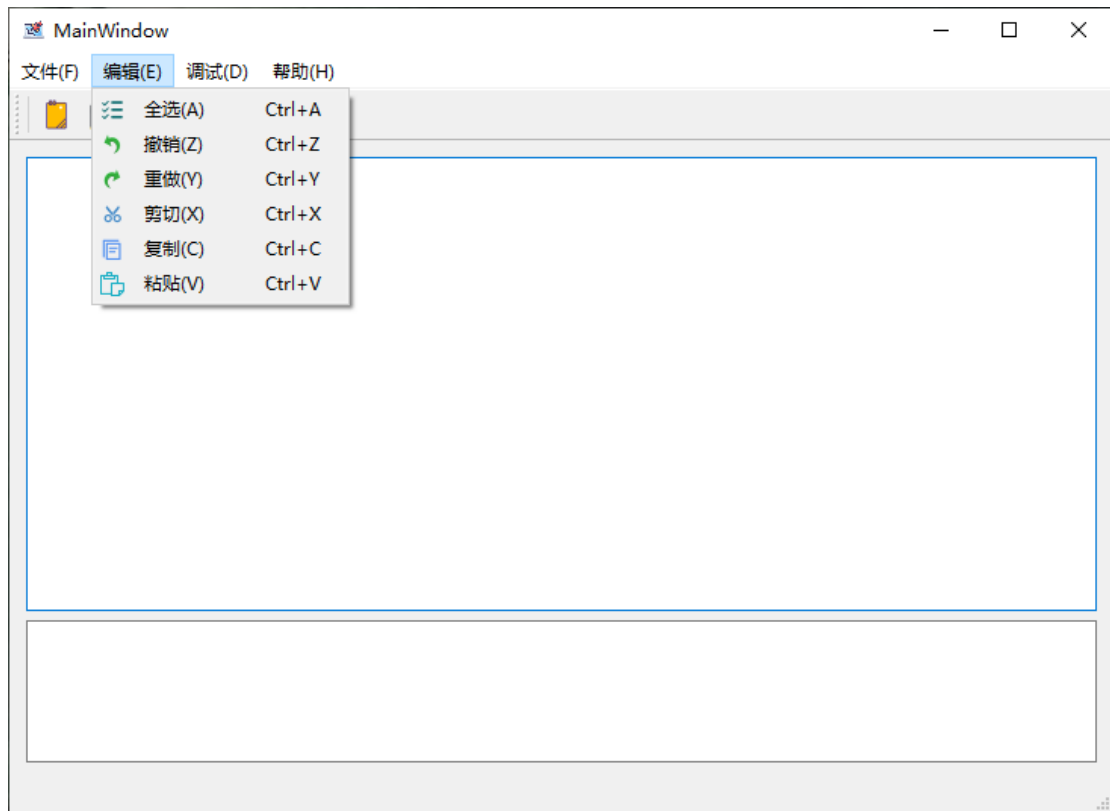 MainWindow
文件(F) 编辑(E) 调试(D) 帮助(H)
全选(A) Ctrl+A
撤销(Z) Ctrl+Z
重做(Y) Ctrl+Y
剪切(X) Ctrl+X
复制(C) Ctrl+C
粘贴(V) Ctrl+V